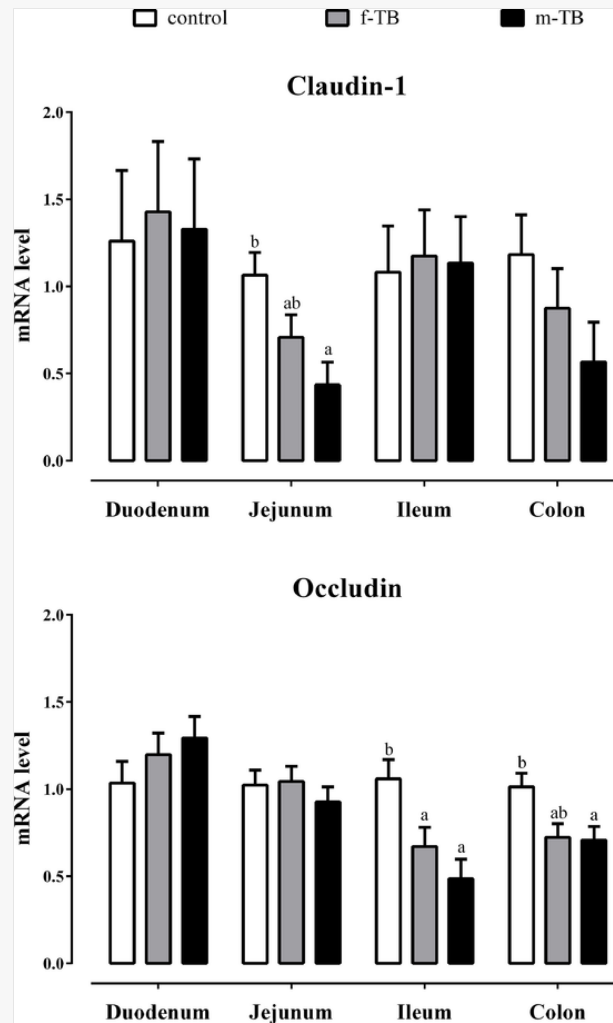 control f-TB m-TB
Claudin-1
mRNA level
2.0
1.5
1.0
0.5
0.0
b
ab
a
Duodenum Jejunum Ileum Colon
Occludin
mRNA level
2.0
1.5
1.0
0.5
0.0
b
a
a
b
ab
a
Duodenum Jejunum Ileum Colon